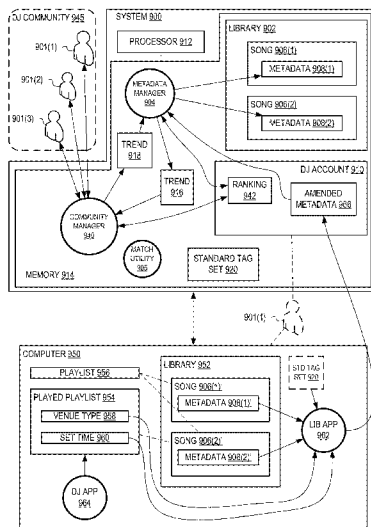 DJ COMMUNITY 945
901(1)
901(2)
901(3)
SYSTEM 900
PROCESSOR 912
LIBRARY 902
SONG 906(1)
METADATA 908(1)
SONG 906(2)
METADATA 908(2)
METADATA
MANAGER
904
TREND
918
TREND
916
COMMUNITY
MANAGER
940
MATCH
UTILITY
MEMORY 914
STANDARD TAG
SET 920
DJ ACCOUNT 910
RANKING
942
AMENDED
METADATA
901(1)
COMPUTER 950
PLAYLIST 956
PLAYED PLAYLIST 954
VENUE TYPE 958
SET TIME 960
DJ APP
964
LIBRARY 952
SONG
METADATA 908(1)'
SONG 906(2)'
METADATA 908(2)'
STD TAG
SET 920
LIB APP
962